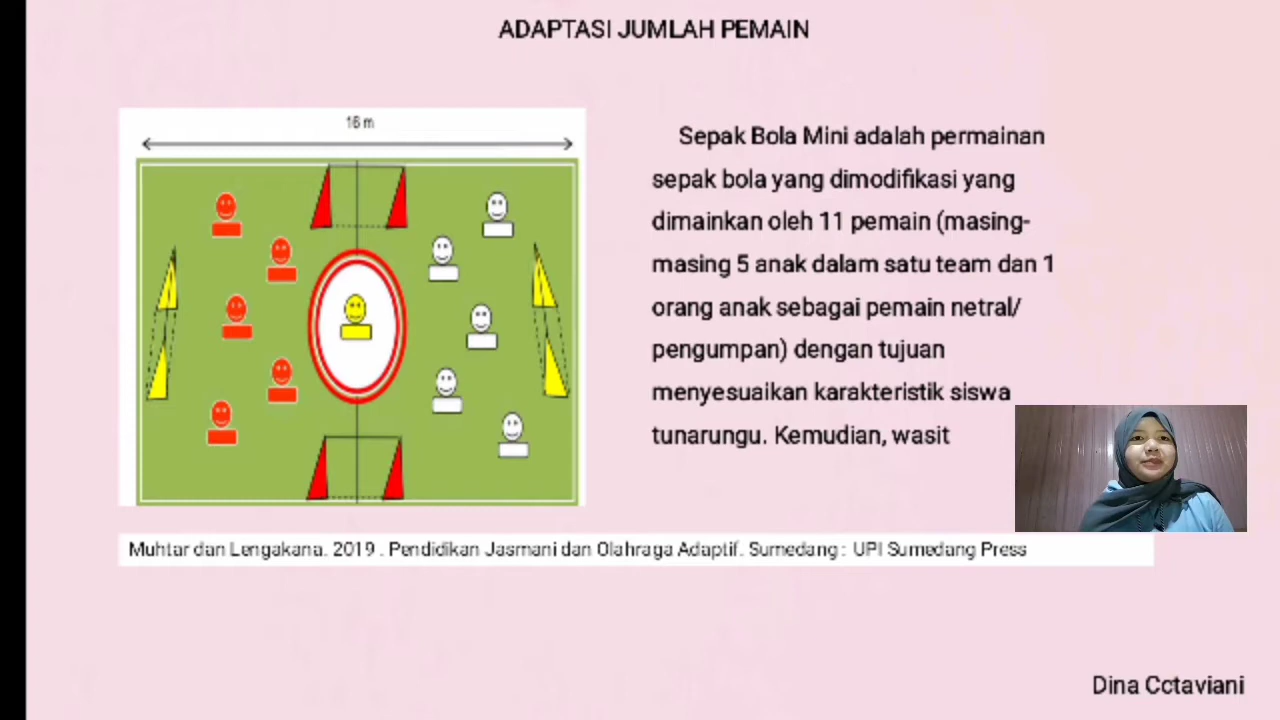 ADAPTASI JUMLAH PEMAIN
16 m
Sepak Bola Mini adalah permainan
sepak bola yang dimodifikasi yang
dimainkan oleh 11 pemain (masing-
masing 5 anak dalam satu team dan 1
orang anak sebagai pemain netral/
pengumpan) dengan tujuan
menyesuaikan karakteristik siswa
tunarungu. Kemudian, wasit
Muhtar dan Lengakana. 2019 . Pendidikan Jasmani dan Olahraga Adaptif. Sumedang : UPI Sumedang Press
Dina Cctaviani